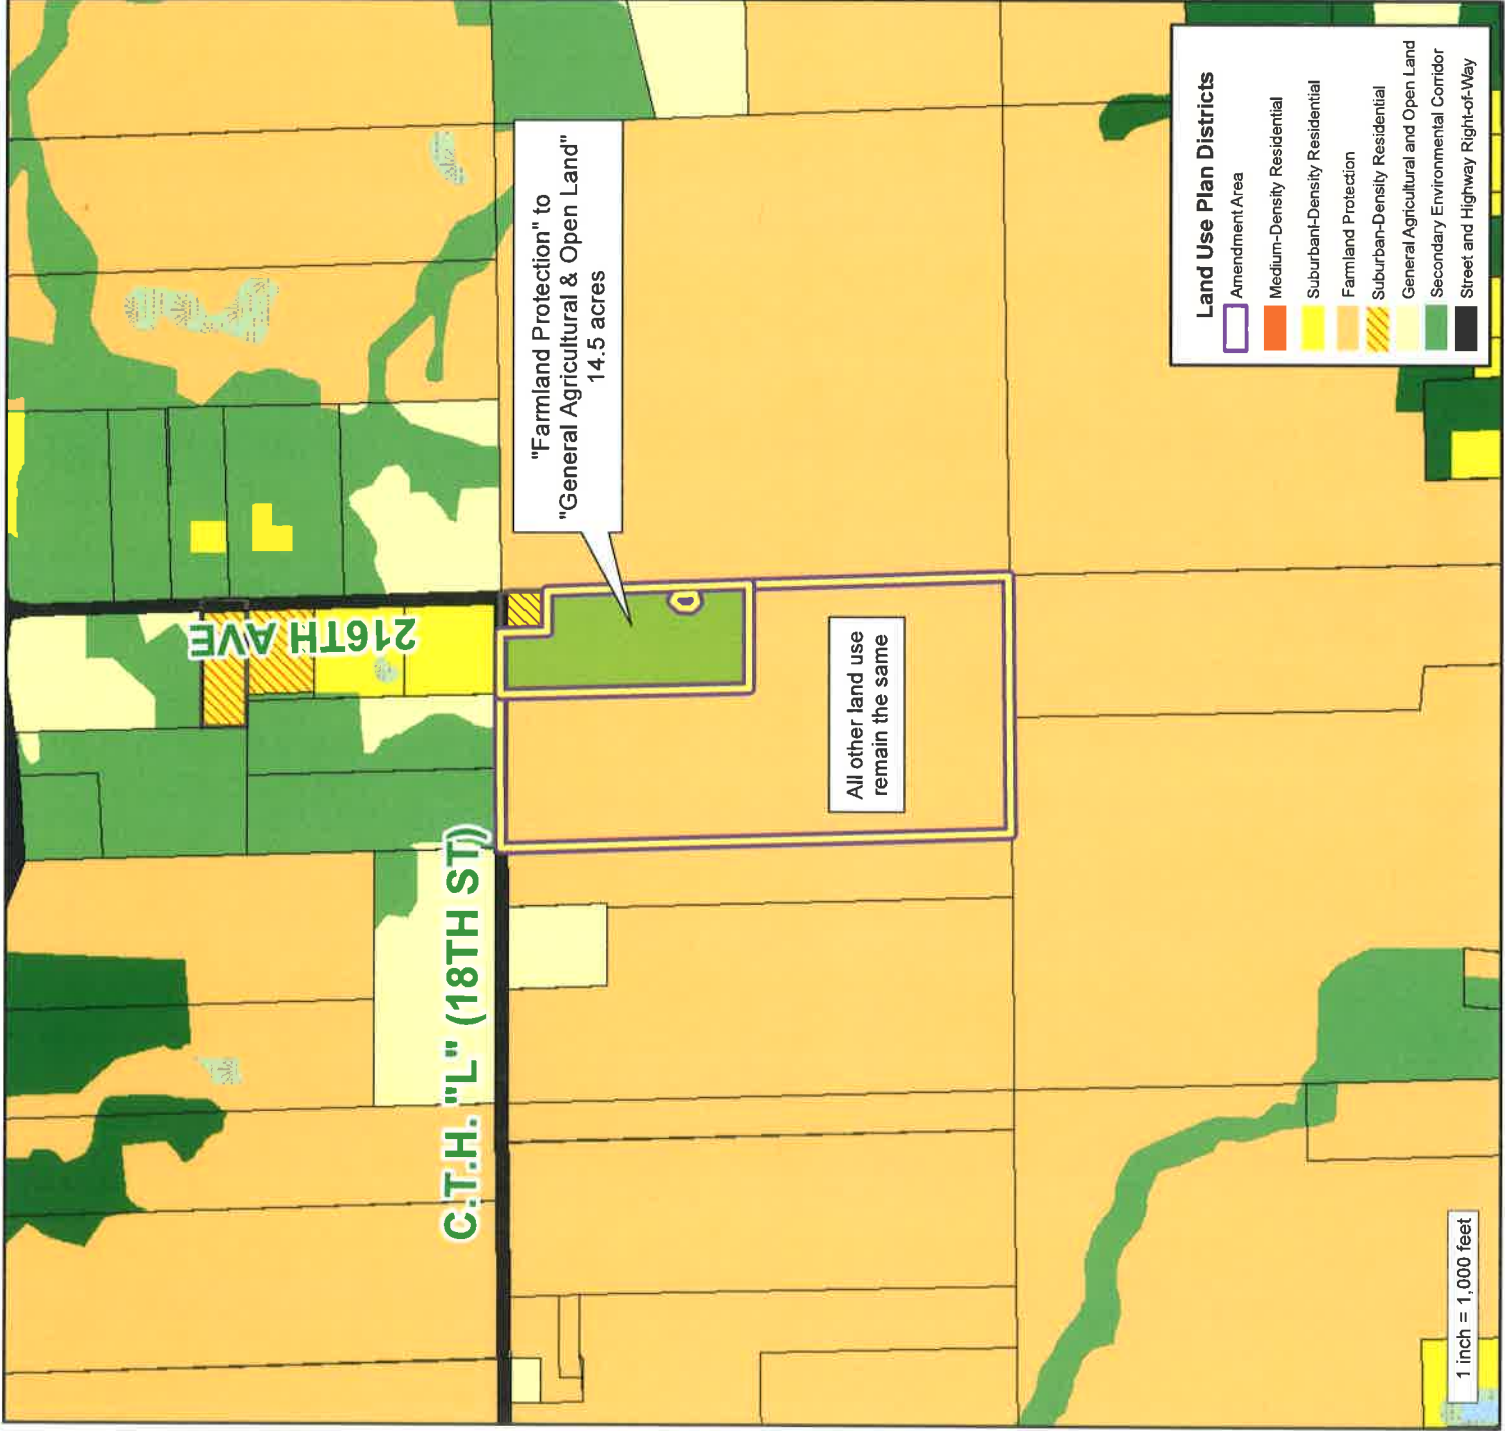 216TH AVE
C.T.H. "L" (18TH ST)
"Farmland Protection" to
"General Agricultural & Open Land"
14.5 acres
All other land use
remain the same
Land Use Plan Districts
Amendment Area
Medium-Density Residential
Suburbanl-Density Residential
Farmland Protection
Suburban-Density Residential
General Agricultural and Open Land
Secondary Environmental Corridor
Street and Highway Right-of-Way
1 inch = 1,000 feet